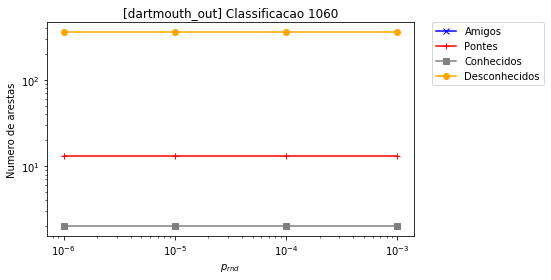 [dartmouth_out] Classificacao 1060
Numero de arestas
10^2
10^1
10^-6 10^-5 10^-4 10^-3
p_rnd
Amigos
Pontes
Conhecidos
Desconhecidos